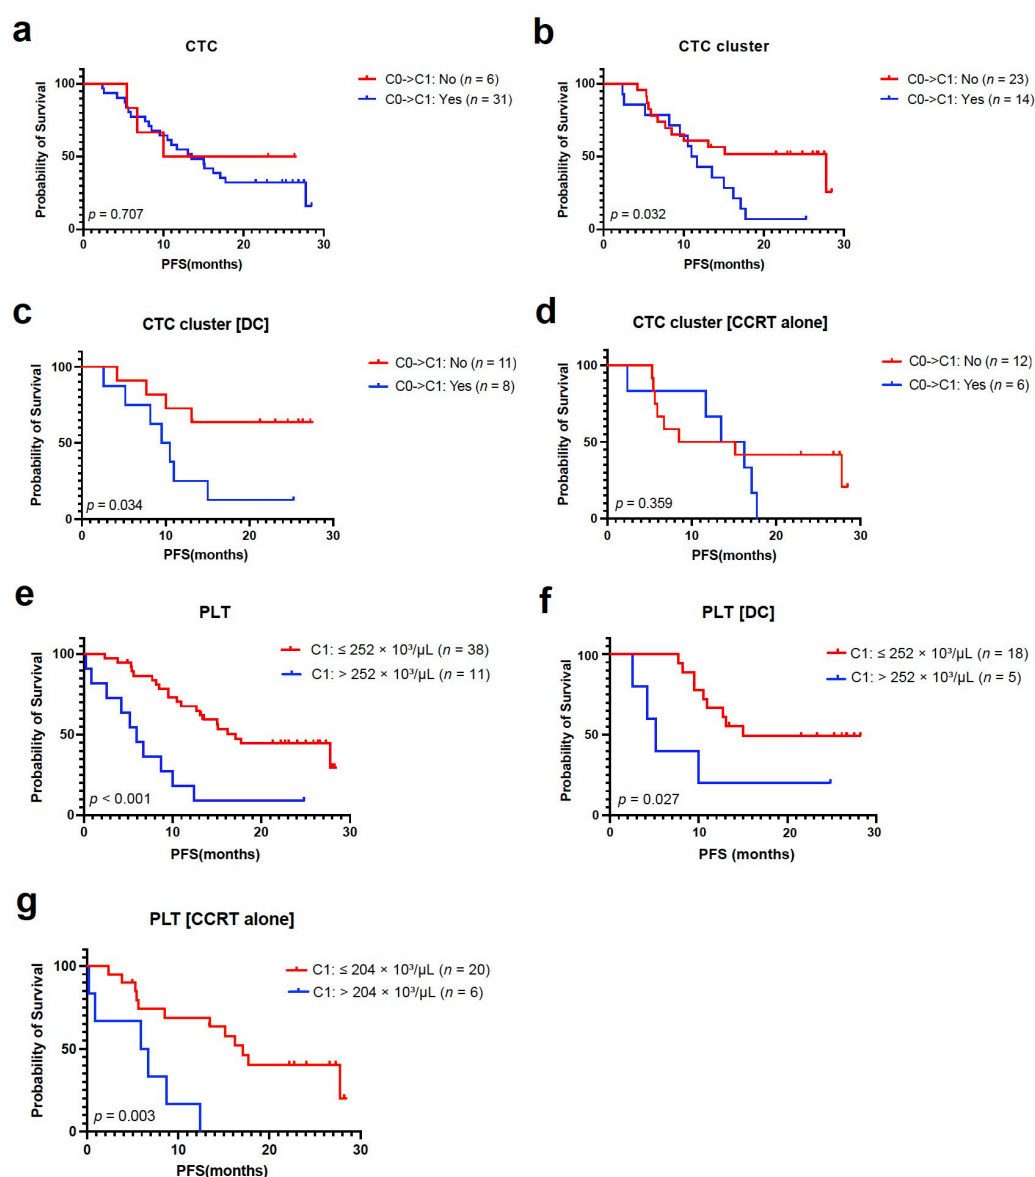 a
CTC
C0->C1: No (n = 6)
C0->C1: Yes (n = 31)
Probability of Survival
100
50
0
p = 0.707
0 10 20 30
PFS(months)
b
CTC cluster
C0->C1: No (n = 23)
C0->C1: Yes (n = 14)
Probability of Survival
100
50
0
p = 0.032
0 10 20 30
PFS(months)
c
CTC cluster [DC]
C0->C1: No (n = 11)
C0->C1: Yes (n = 8)
Probability of Survival
100
50
0
p = 0.034
0 10 20 30
PFS(months)
d
CTC cluster [CCRT alone]
C0->C1: No (n = 12)
C0->C1: Yes (n = 6)
Probability of Survival
100
50
0
p = 0.359
0 10 20 30
PFS(months)
e
PLT
C1: ≤ 252 × 10³/µL (n = 38)
C1: > 252 × 10³/µL (n = 11)
Probability of Survival
100
50
0
p < 0.001
0 10 20 30
PFS(months)
f
PLT [DC]
C1: ≤ 252 × 10³/µL (n = 18)
C1: > 252 × 10³/µL (n = 5)
Probability of Survival
100
50
0
p = 0.027
0 10 20 30
PFS (months)
g
PLT [CCRT alone]
C1: ≤ 204 × 10³/µL (n = 20)
C1: > 204 × 10³/µL (n = 6)
Probability of Survival
100
50
0
p = 0.003
0 10 20 30
PFS(months)